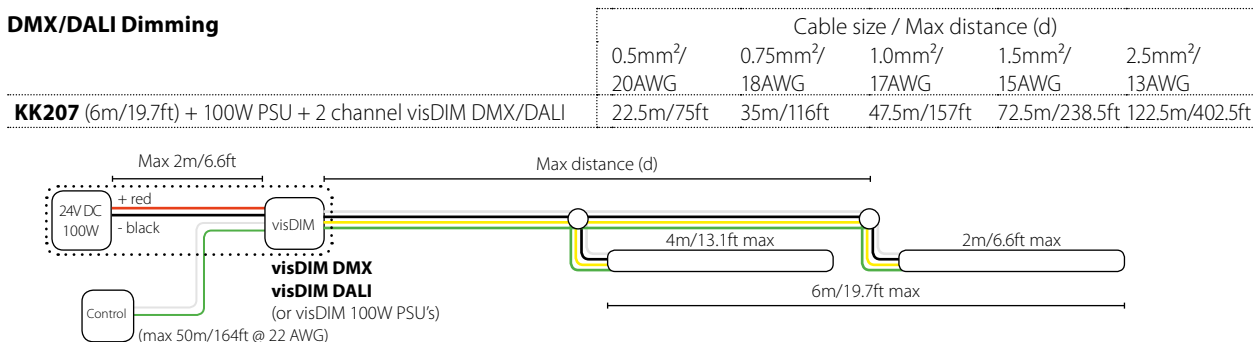 DMX/DALI Dimming
Cable size / Max distance (d)
0.5mm²/ 0.75mm²/ 1.0mm²/ 1.5mm²/ 2.5mm²/
20AWG 18AWG 17AWG 15AWG 13AWG
KK207 (6m/19.7ft) + 100W PSU + 2 channel visDIM DMX/DALI 22.5m/75ft 35m/116ft 47.5m/157ft 72.5m/238.5ft 122.5m/402.5ft
Max 2m/6.6ft Max distance (d)
+ red
24V DC
100W
- black
visDIM
4m/13.1ft max 2m/6.6ft max
visDIM DMX
visDIM DALI
(or visDIM 100W PSU's)
6m/19.7ft max
Control
(max 50m/164ft @ 22 AWG)